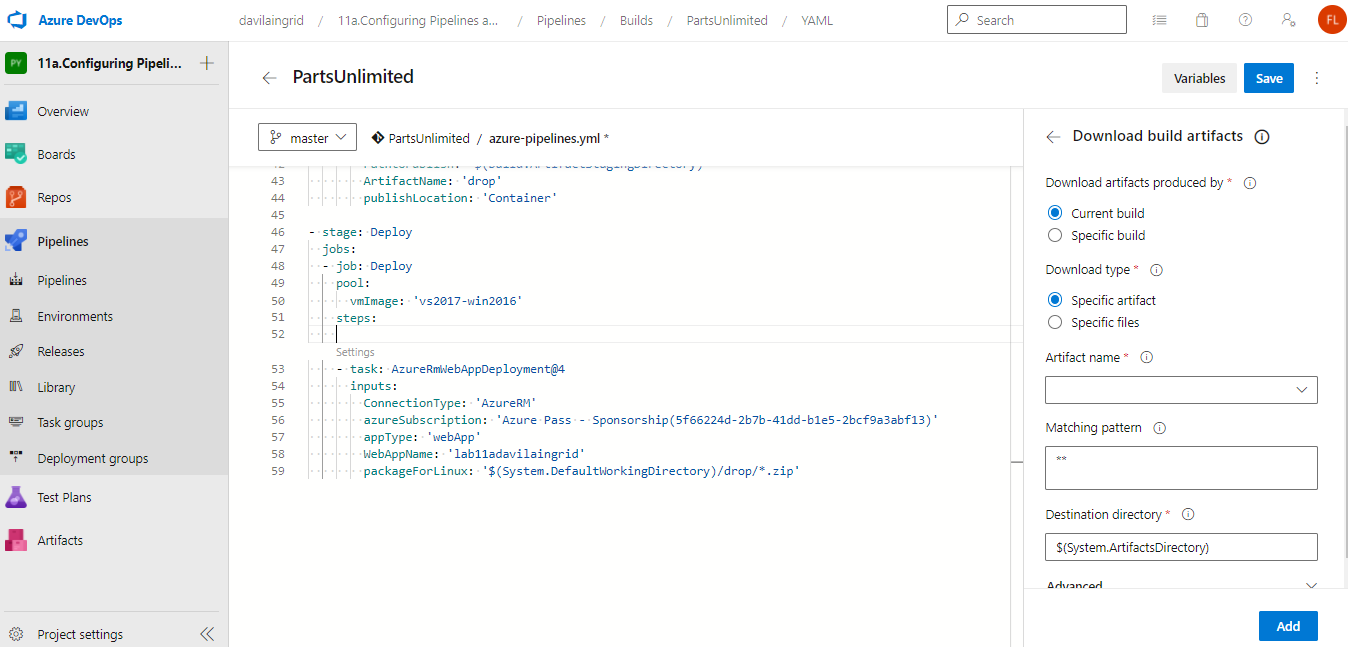 Azure DevOps
davilaingrid / 11a.Configuring Pipelines a... / Pipelines / Builds / PartsUnlimited / YAML
Search
FL
PY 11a.Configuring Pipeli...
Overview
Boards
Repos
Pipelines
Pipelines
Environments
Releases
Library
Task groups
Deployment groups
Test Plans
Artifacts
Project settings
PartsUnlimited
Variables
Save
master
PartsUnlimited / azure-pipelines.yml *
42 PathtoPublish: '$(Build.ArtifactStagingDirectory)'
43 ArtifactName: 'drop'
44 publishLocation: 'Container'
45
46 - stage: Deploy
47 jobs:
48 - job: Deploy
49 pool:
50 vmImage: 'vs2017-win2016'
51 steps:
52
Settings
53 - task: AzureRmWebAppDeployment@4
54 inputs:
55 ConnectionType: 'AzureRM'
56 azureSubscription: 'Azure Pass - Sponsorship(5f66224d-2b7b-41dd-b1e5-2bcf9a3abf13)'
57 appType: 'webApp'
58 WebAppName: 'lab11adavilaingrid'
59 packageForLinux: '$(System.DefaultWorkingDirectory)/drop/*.zip'
Download build artifacts
Download artifacts produced by *
Current build
Specific build
Download type *
Specific artifact
Specific files
Artifact name *
Matching pattern
**
Destination directory *
$(System.ArtifactsDirectory)
Advanced
Add